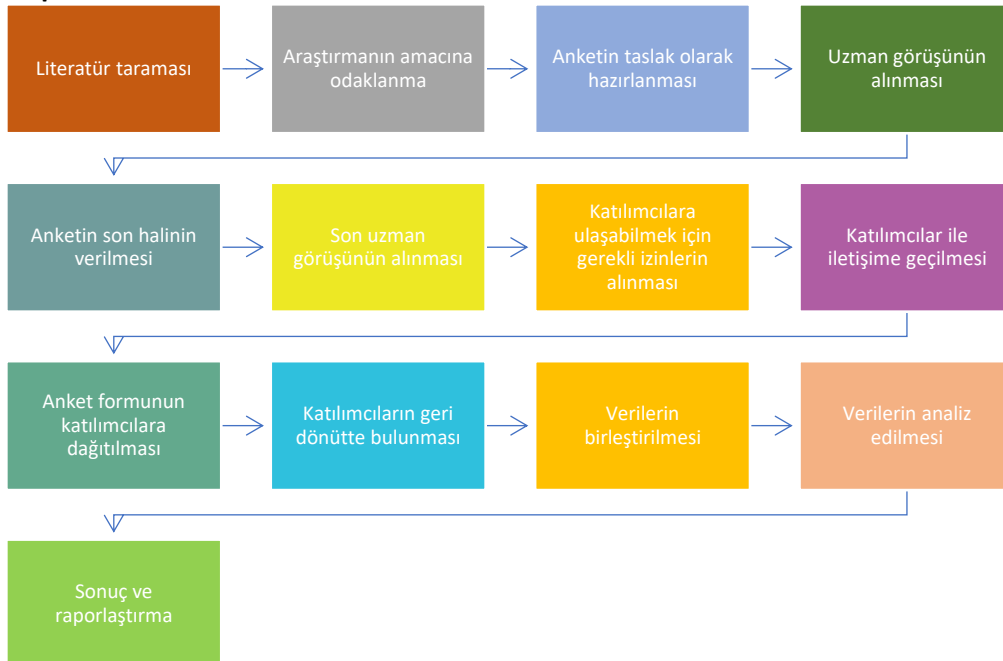 Literatür taraması
Araştırmanın amacına
odaklanma
Anketin taslak olarak
hazırlanması
Uzman görüşünün
alınması
Anketin son halinin
verilmesi
Son uzman
görüşünün alınması
Katılımcılara
ulaşabilmek için
gerekli izinlerin
alınması
Katılımcılar ile
iletişime geçilmesi
Anket formunun
katılımcılara
dağıtılması
Katılımcıların geri
dönütte bulunması
Verilerin
birleştirilmesi
Verilerin analiz
edilmesi
Sonuç ve
raporlaştırma